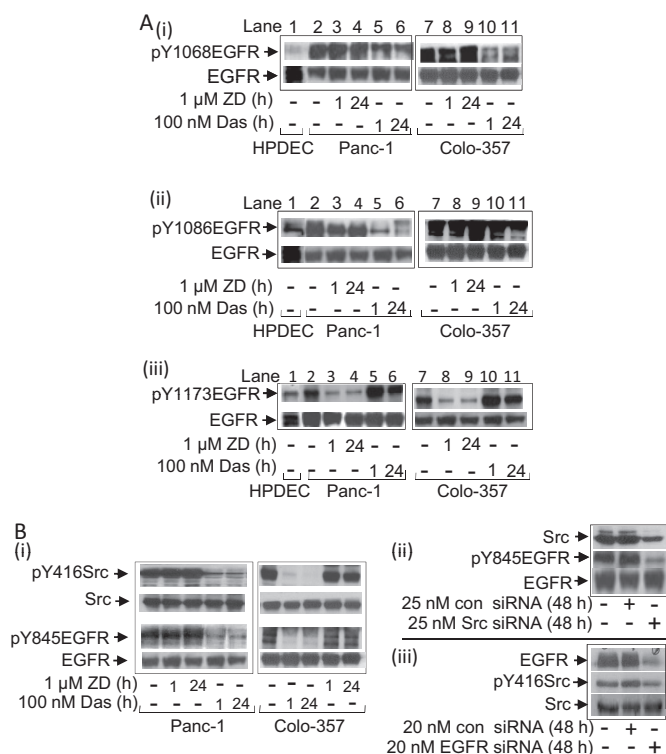 A (i) Lane 1 2 3 4 5 6 7 8 9 10 11
pY1068EGFR
EGFR
1 µM ZD (h) – – 1 24 – – – 1 24 – –
100 nM Das (h) – – – – 1 24 – – – 1 24
HPDEC Panc-1 Colo-357
(ii) Lane 1 2 3 4 5 6 7 8 9 10 11
pY1086EGFR
EGFR
1 µM ZD (h) – – 1 24 – – – 1 24 – –
100 nM Das (h) – – – – 1 24 – – – 1 24
HPDEC Panc-1 Colo-357
(iii) Lane 1 2 3 4 5 6 7 8 9 10 11
pY1173EGFR
EGFR
1 µM ZD (h) – – 1 24 – – – 1 24 – –
100 nM Das (h) – – – – 1 24 – – – 1 24
HPDEC Panc-1 Colo-357
B
(i)
pY416Src
Src
pY845EGFR
EGFR
1 µM ZD (h) – 1 24 – – – – – 1 24
100 nM Das (h) – – – 1 24 – 1 24 – –
Panc-1 Colo-357
(ii)
Src
pY845EGFR
EGFR
25 nM con siRNA (48 h) – + –
25 nM Src siRNA (48 h) – – +
(iii)
EGFR
pY416Src
Src
20 nM con siRNA (48 h) – + –
20 nM EGFR siRNA (48 h) – – +